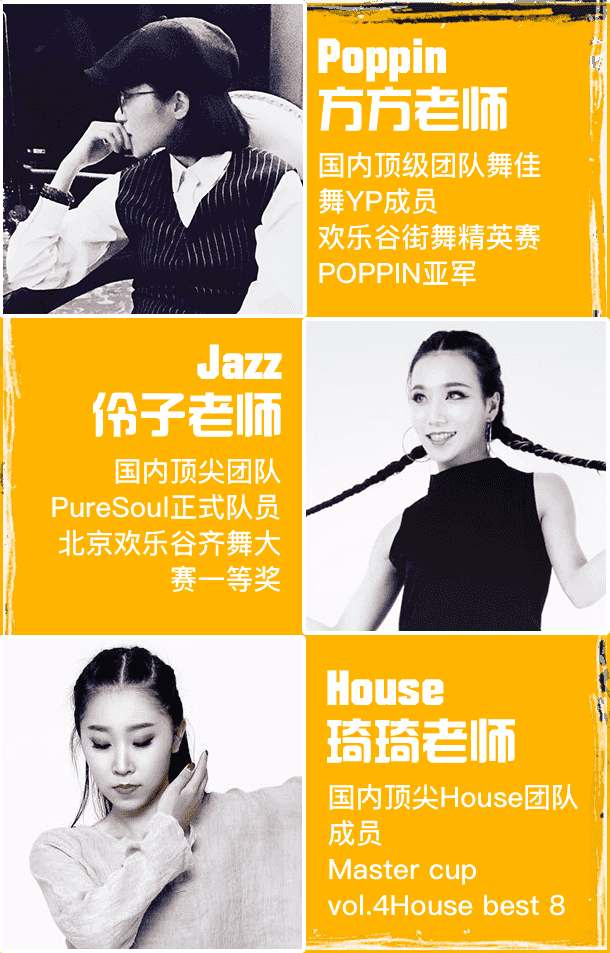 Poppin
方方老师
国内顶级团队舞佳
舞YP成员
欢乐谷街舞精英赛
POPPIN亚军
Jazz
伶子老师
国内顶尖团队
PureSoul正式队员
北京欢乐谷齐舞大
赛一等奖
House
琦琦老师
国内顶尖House团队
成员
Master cup
vol.4House best 8